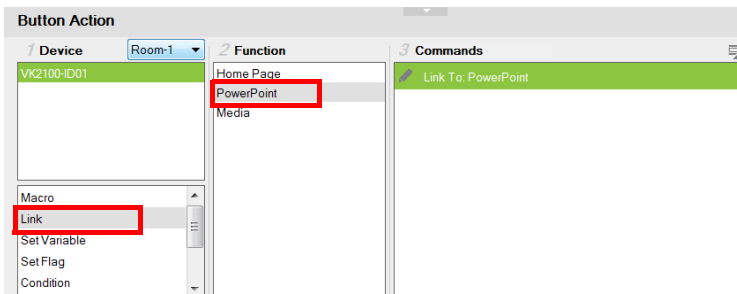 Button Action
1 Device Room-1 2 Function 3 Commands
VK2100-ID01 Home Page Link To: PowerPoint
PowerPoint
Media
Macro
Link
Set Variable
Set Flag
Condition